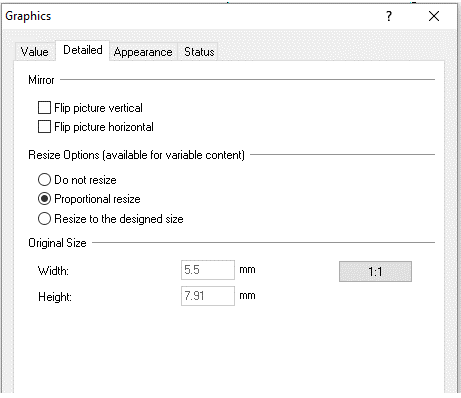 Graphics ?
Value Detailed Appearance Status
Mirror
Flip picture vertical
Flip picture horizontal
Resize Options (available for variable content)
Do not resize
Proportional resize
Resize to the designed size
Original Size
Width: 5.5 mm 1:1
Height: 7.91 mm